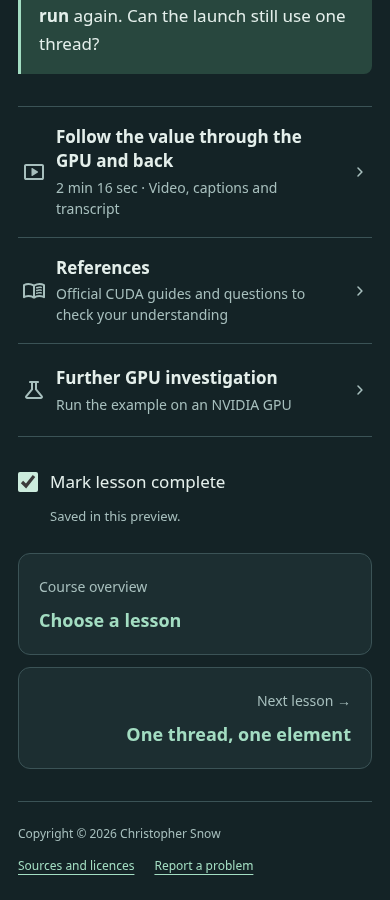 run again. Can the launch still use one
thread?
Follow the value through the
GPU and back
2 min 16 sec · Video, captions and
transcript
References
Official CUDA guides and questions to
check your understanding
Further GPU investigation
Run the example on an NVIDIA GPU
Mark lesson complete
Saved in this preview.
Course overview
Choose a lesson
Next lesson →
One thread, one element
Copyright © 2026 Christopher Snow
Sources and licences Report a problem